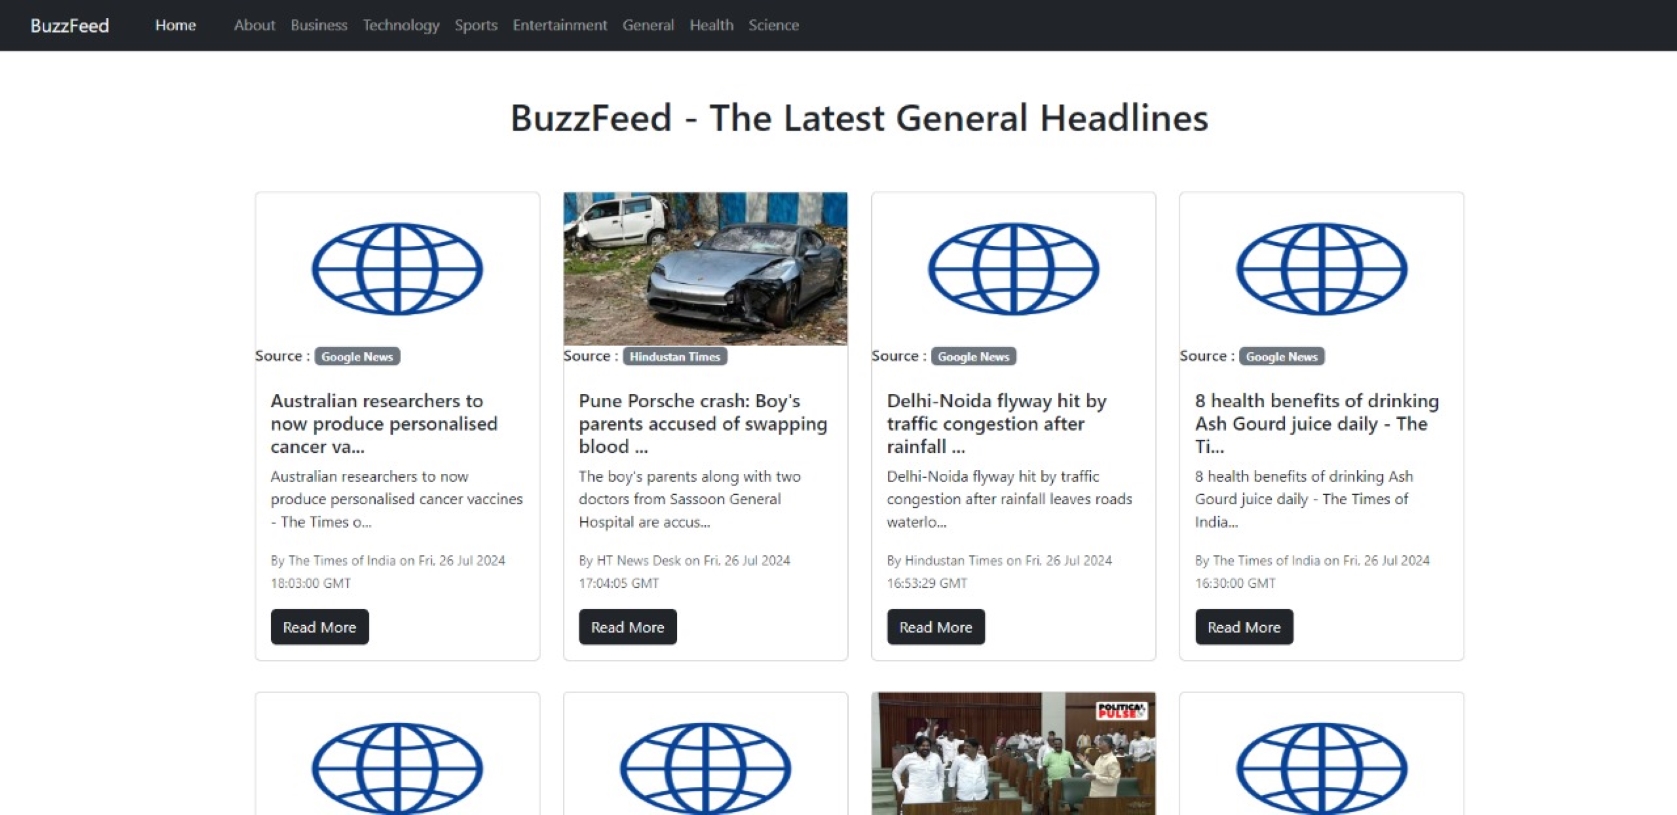 BuzzFeed Home About Business Technology Sports Entertainment General Health Science
BuzzFeed - The Latest General Headlines
Source : Google News
Australian researchers to
now produce personalised
cancer va...
Australian researchers to now
produce personalised cancer vaccines
- The Times o...
By The Times of India on Fri, 26 Jul 2024
18:03:00 GMT
Read More
Source : Hindustan Times
Pune Porsche crash: Boy's
parents accused of swapping
blood ...
The boy's parents along with two
doctors from Sassoon General
Hospital are accus...
By HT News Desk on Fri, 26 Jul 2024
17:04:05 GMT
Read More
Source : Google News
Delhi-Noida flyway hit by
traffic congestion after
rainfall ...
Delhi-Noida flyway hit by traffic
congestion after rainfall leaves roads
waterlo...
By Hindustan Times on Fri, 26 Jul 2024
16:53:29 GMT
Read More
Source : Google News
8 health benefits of drinking
Ash Gourd juice daily - The
Ti...
8 health benefits of drinking Ash
Gourd juice daily - The Times of
India...
By The Times of India on Fri, 26 Jul 2024
16:30:00 GMT
Read More
POLITICAL
PULSE